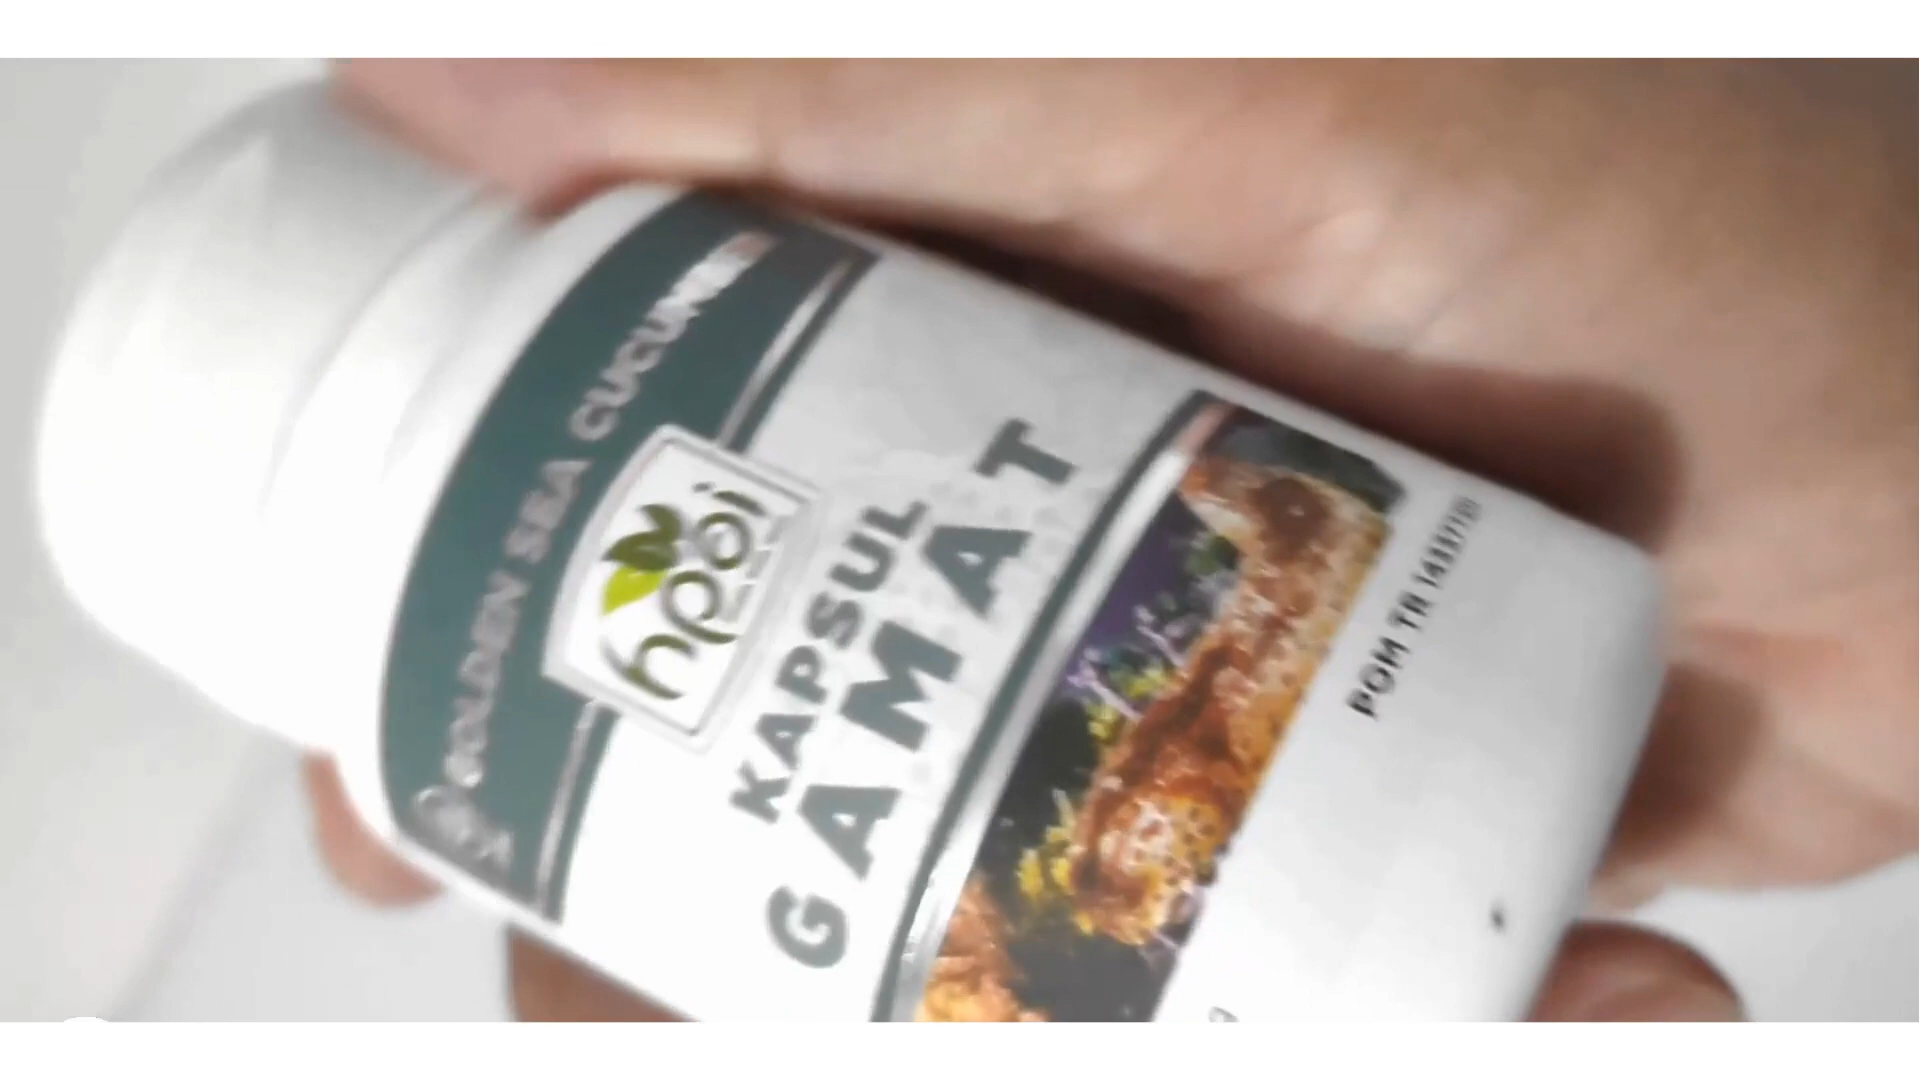 GOLDEN SEA CUCUMBER
hpai
KAPSUL
GAMAT
POM TR